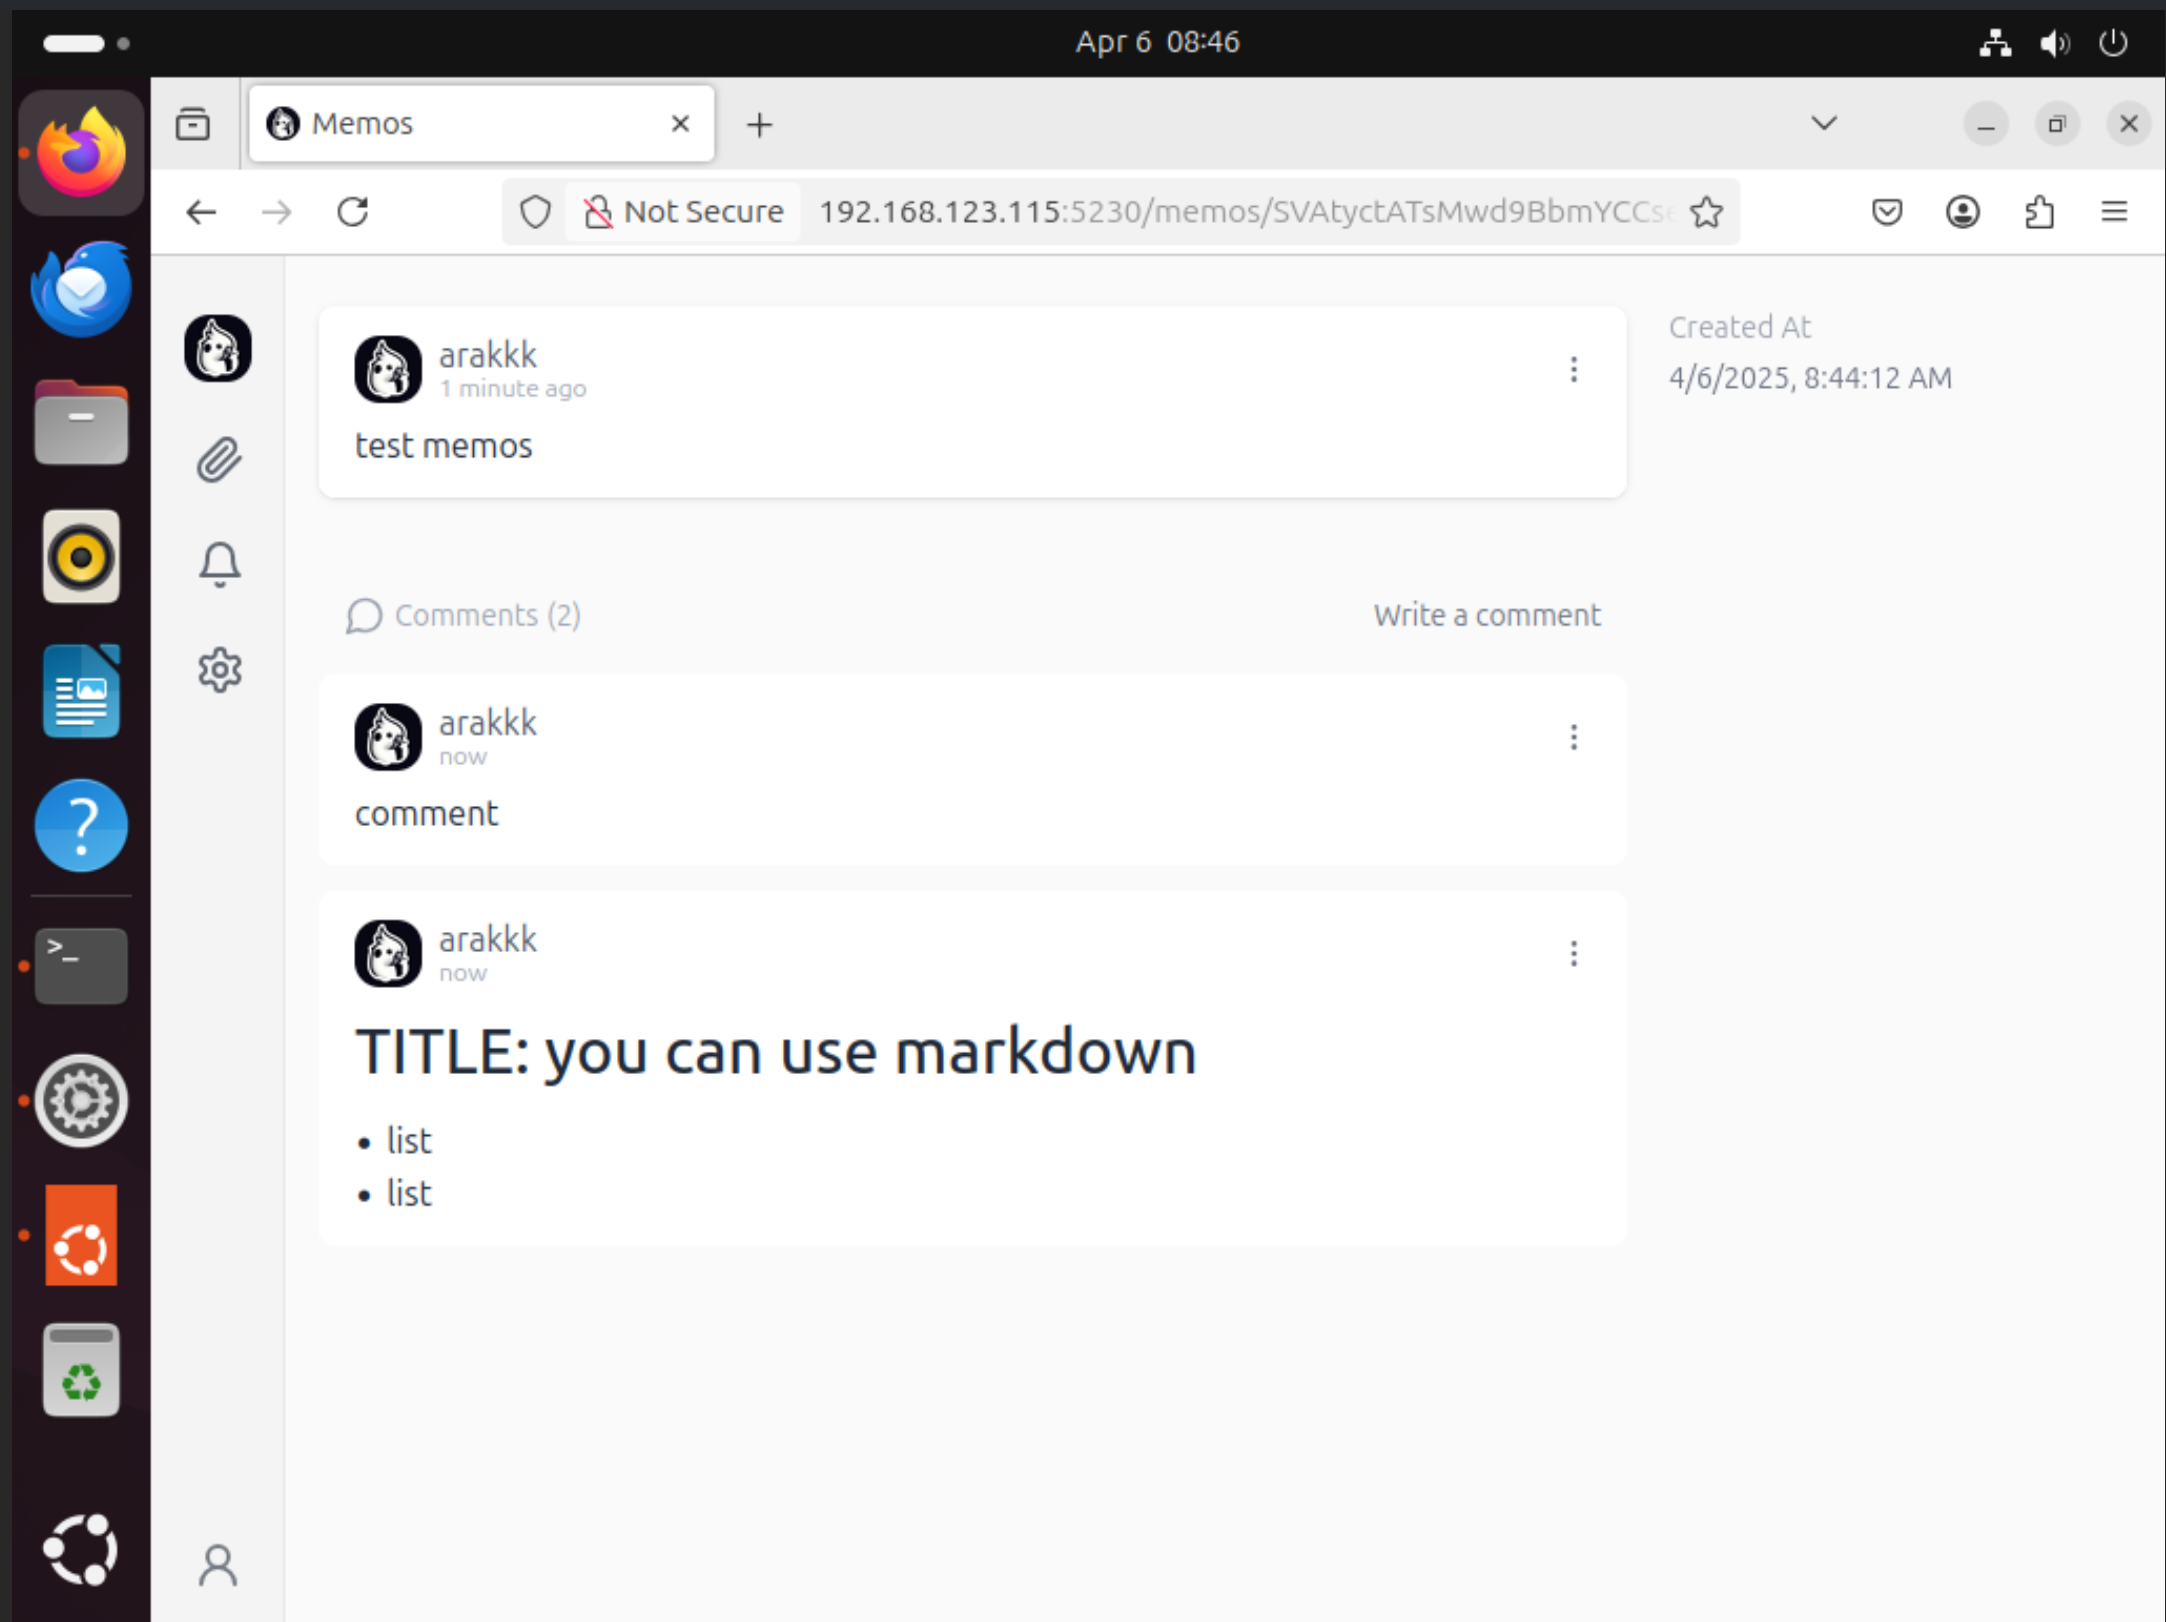 Apr 6 08:46
Memos
Not Secure
192.168.123.115:5230/memos/SVAtyctATsMwd9BbmYCCs
arakkk
1 minute ago
test memos
Created At
4/6/2025, 8:44:12 AM
Comments (2)
Write a comment
arakkk
now
comment
arakkk
now
TITLE: you can use markdown
• list
• list